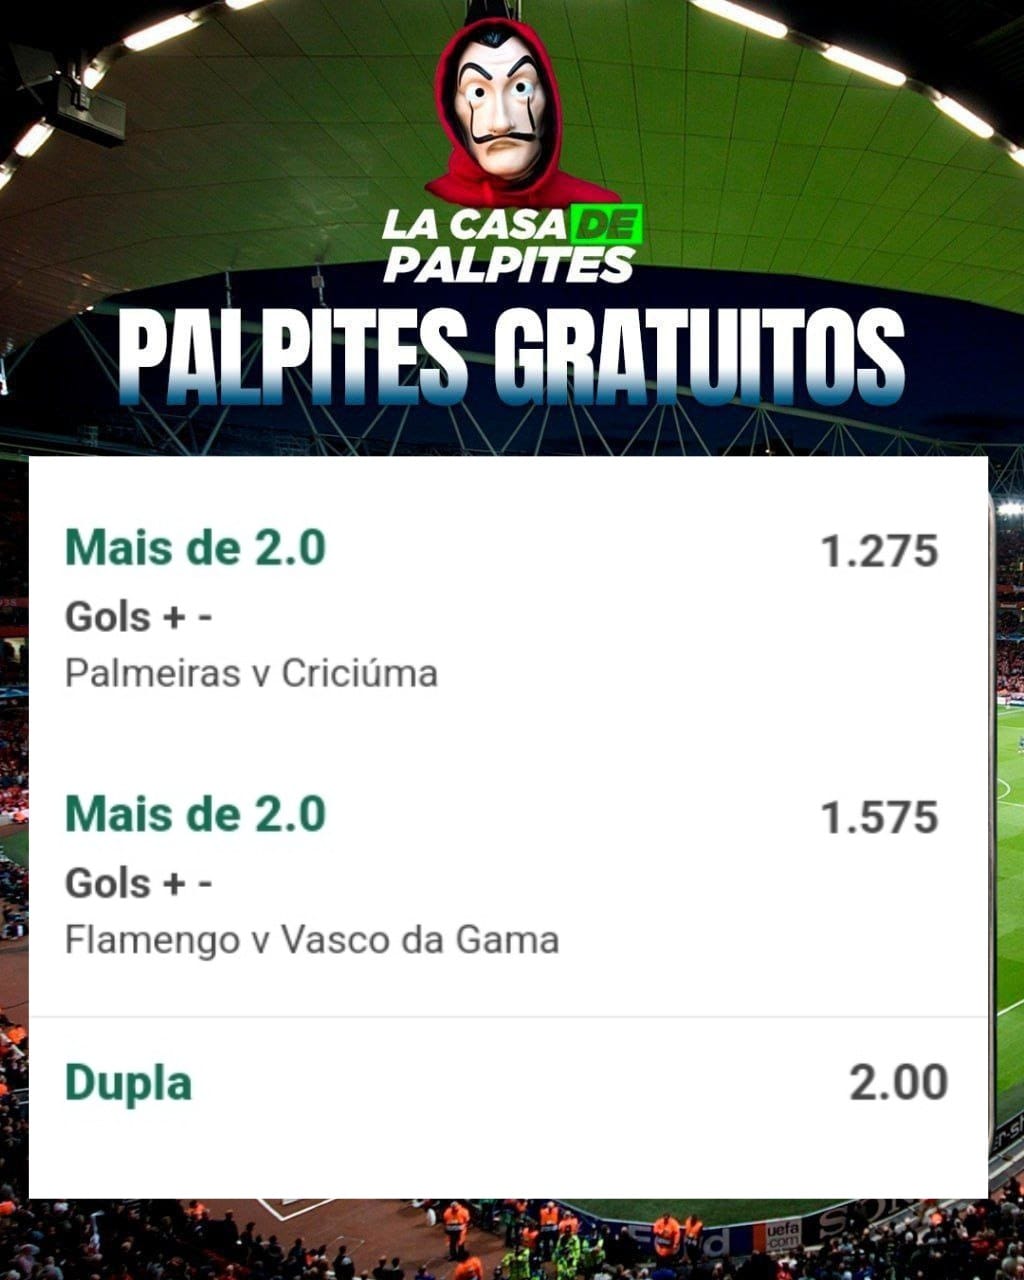 LA CASA DE
PALPITES
PALPITES GRATUITOS
Mais de 2.0
1.275
Gols + -
Palmeiras v Criciúma
Mais de 2.0
1.575
Gols + -
Flamengo v Vasco da Gama
Dupla
2.00
uefa
.com